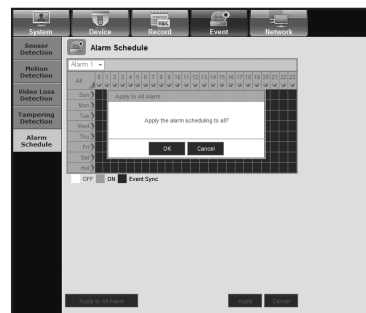 System Device Record Event Network
REC
Sensor
Detection
Motion
Detection
Video Loss
Detection
Tampering
Detection
Alarm
Schedule
Alarm Schedule
Alarm 1
All 0 1 2 3 4 5 6 7 8 9 10 11 12 13 14 15 16 17 18 19 20 21 22 23
Sun
Mon
Tue
Wed
Thu
Fri
Sat
Hol
Apply to All Alarm
Apply the alarm scheduling to all?
OK Cancel
OFF ON Event Sync
Apply to All Alarm Apply Cancel